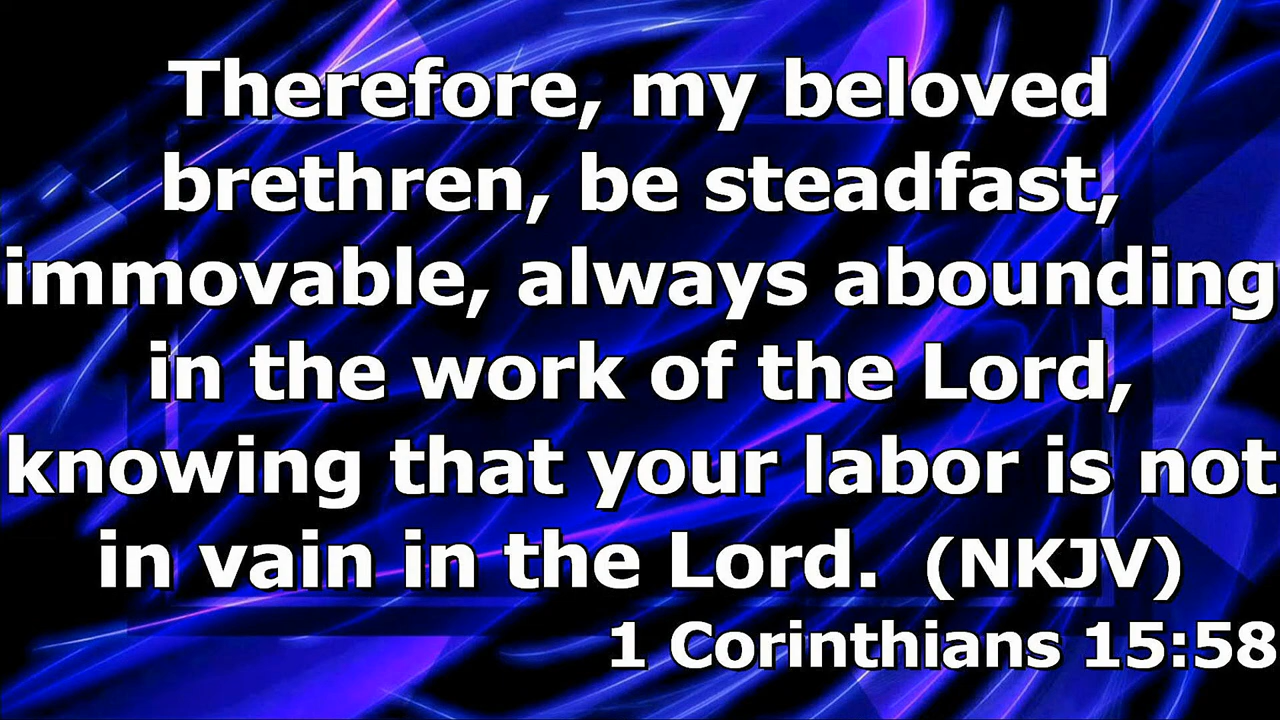 Therefore, my beloved
brethren, be steadfast,
immovable, always abounding
in the work of the Lord,
knowing that your labor is not
in vain in the Lord.  (NKJV)
1 Corinthians 15:58